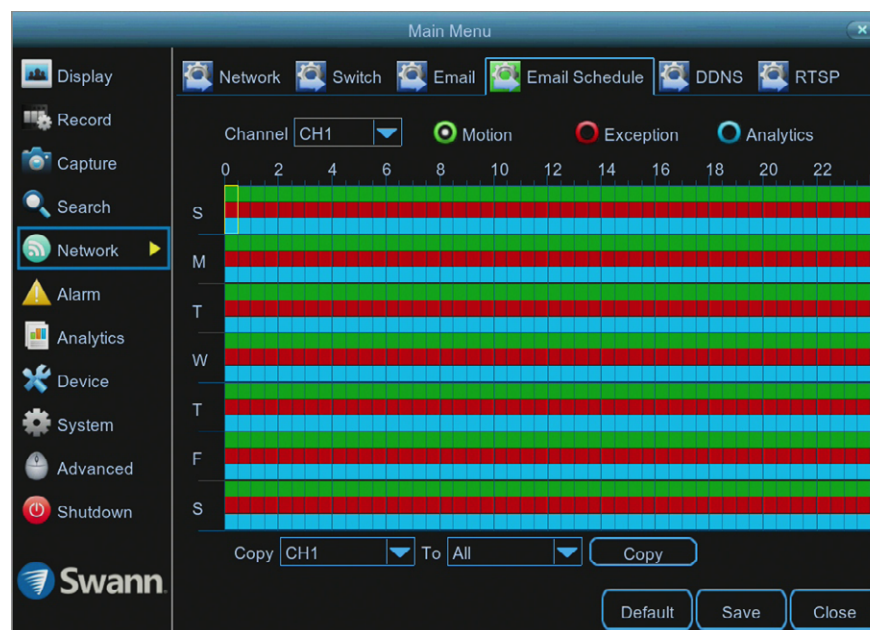 Main Menu
Display
Record
Capture
Search
Network
Alarm
Analytics
Device
System
Advanced
Shutdown
Swann
Network Switch Email Email Schedule DDNS RTSP
Channel CH1 Motion Exception Analytics
0 2 4 6 8 10 12 14 16 18 20 22
S
M
T
W
T
F
S
Copy CH1 To All Copy
Default Save Close